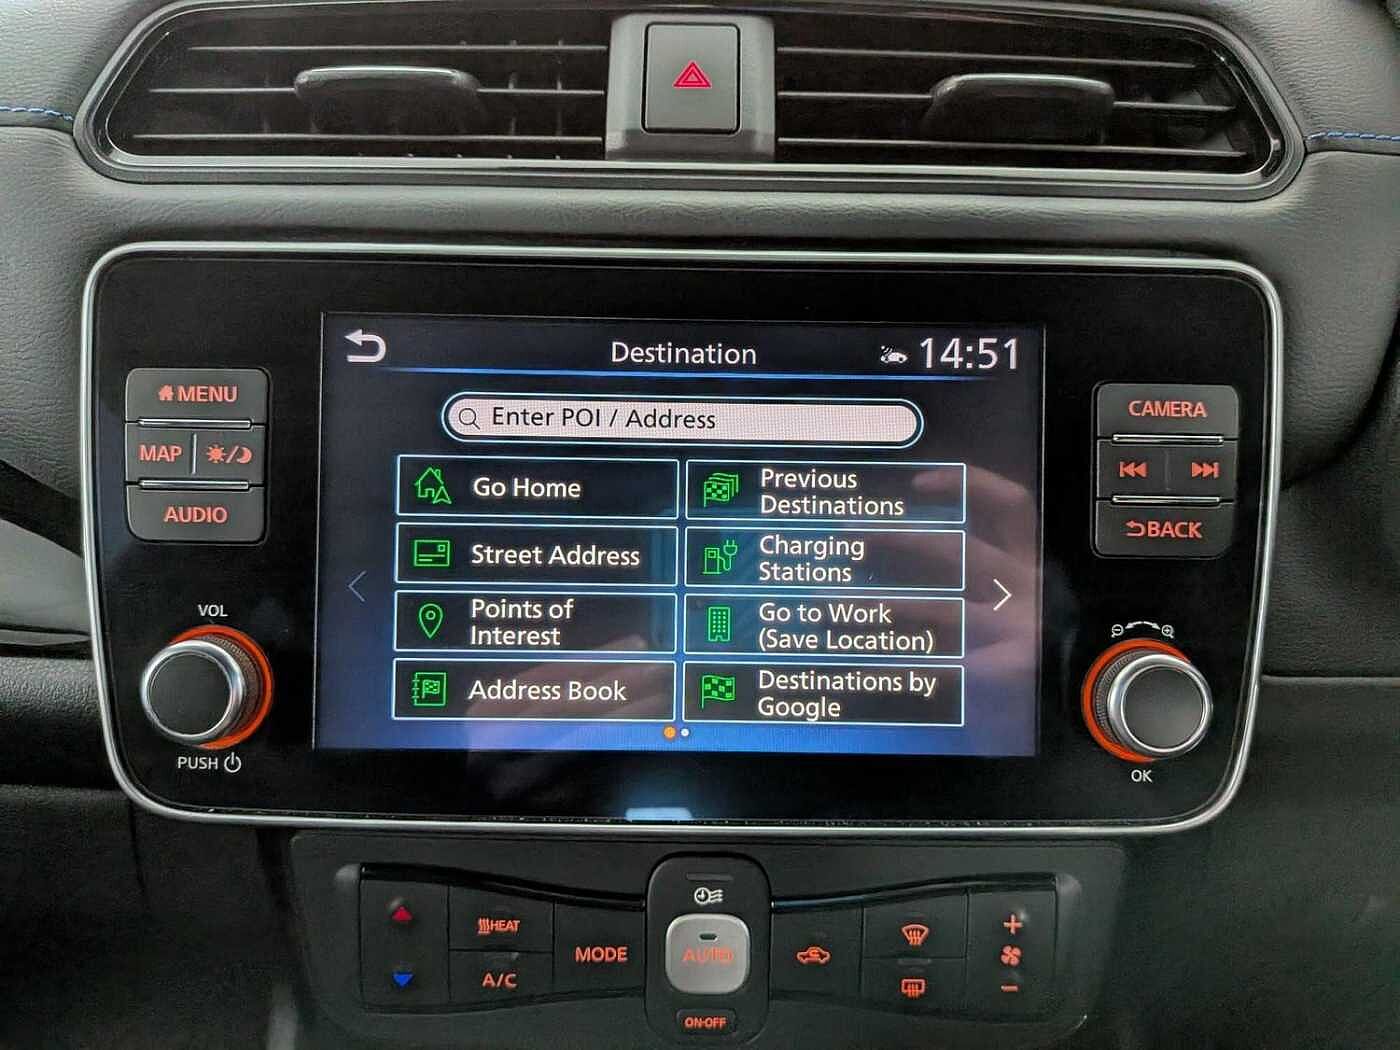 Destination
14:51
MENU
MAP
AUDIO
VOL
PUSH
Enter POI / Address
Go Home
Previous
Destinations
Street Address
Charging
Stations
Points of
Interest
Go to Work
(Save Location)
Address Book
Destinations by
Google
CAMERA
BACK
OK
HEAT
A/C
MODE
AUTO
ON·OFF